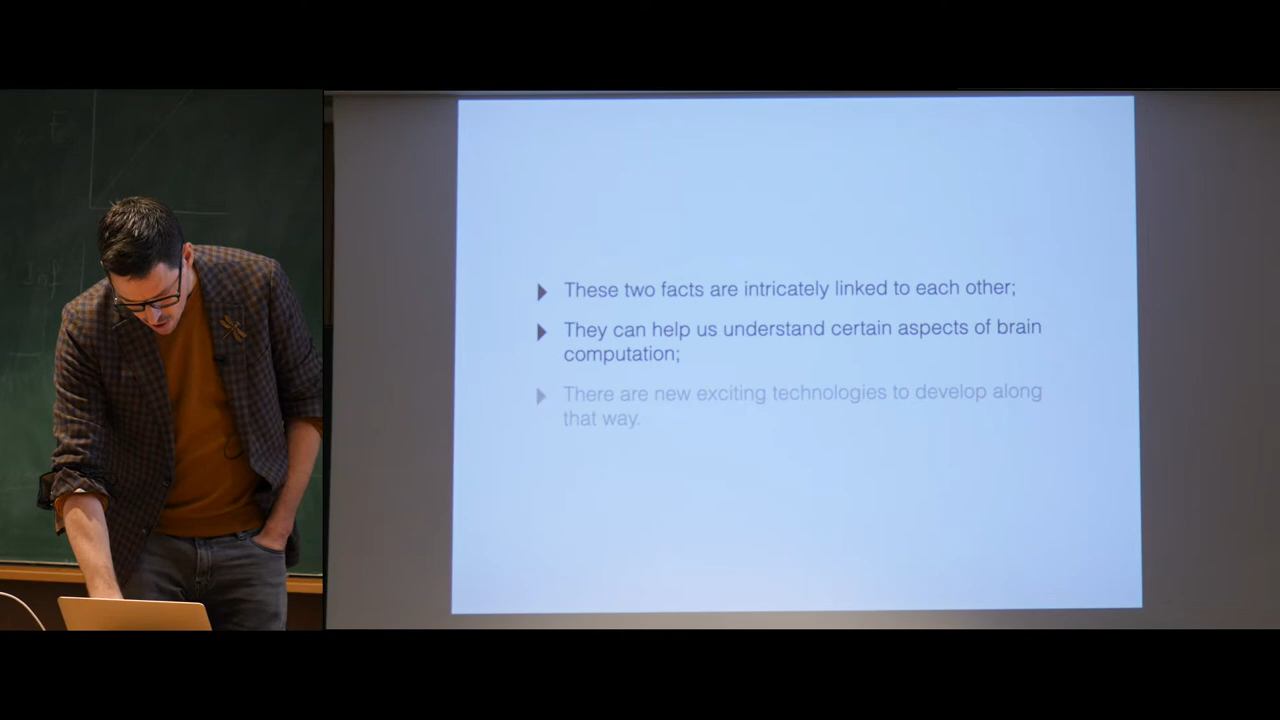 These two facts are intricately linked to each other;
They can help us understand certain aspects of brain
computation;
There are new exciting technologies to develop along
that way.